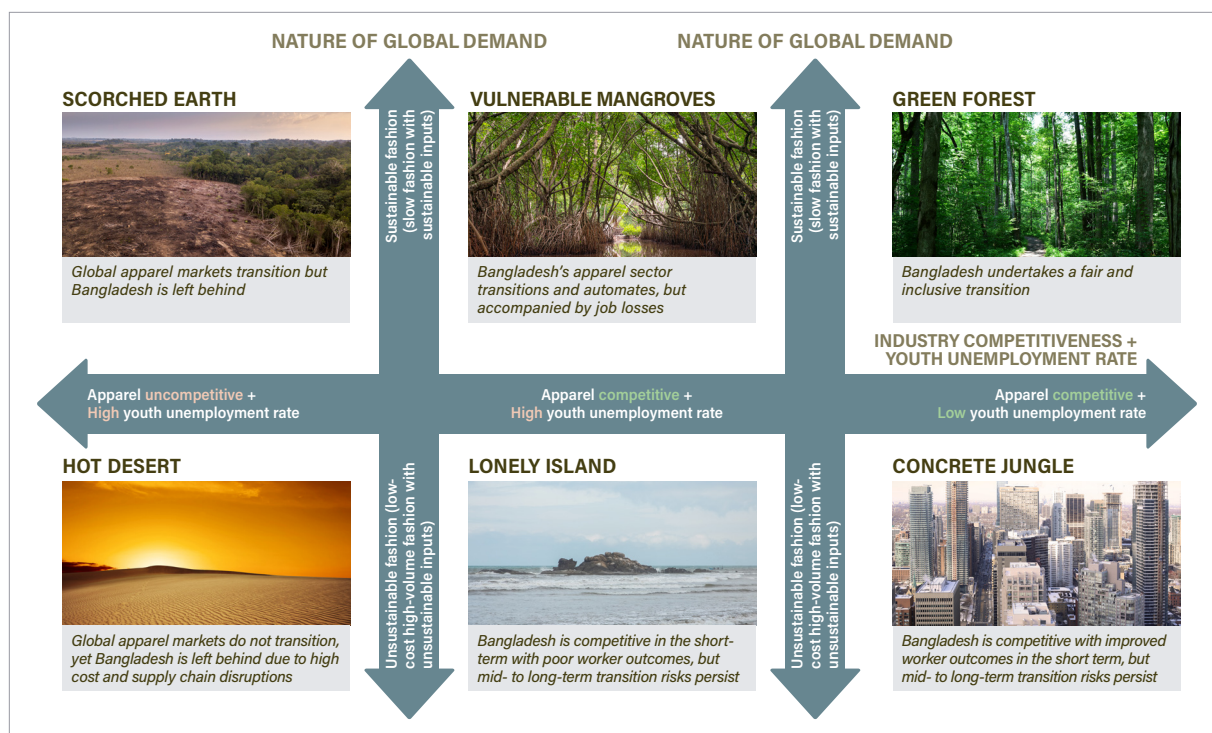 NATURE OF GLOBAL DEMAND
NATURE OF GLOBAL DEMAND
SCORCHED EARTH
Global apparel markets transition but
Bangladesh is left behind
Sustainable fashion
(slow fashion with
sustainable inputs)
VULNERABLE MANGROVES
Bangladesh's apparel sector
transitions and automates, but
accompanied by job losses
Sustainable fashion
(slow fashion with
sustainable inputs)
GREEN FOREST
Bangladesh undertakes a fair and
inclusive transition
INDUSTRY COMPETITIVENESS +
YOUTH UNEMPLOYMENT RATE
Apparel uncompetitive +
High youth unemployment rate
Apparel competitive +
High youth unemployment rate
Apparel competitive +
Low youth unemployment rate
HOT DESERT
Global apparel markets do not transition,
yet Bangladesh is left behind due to high
cost and supply chain disruptions
Unsustainable fashion (low-
cost high-volume fashion with
unsustainable inputs)
LONELY ISLAND
Bangladesh is competitive in the short-
term with poor worker outcomes, but
mid- to long-term transition risks persist
Unsustainable fashion (low-
cost high-volume fashion with
unsustainable inputs)
CONCRETE JUNGLE
Bangladesh is competitive with improved
worker outcomes in the short term, but
mid- to long-term transition risks persist